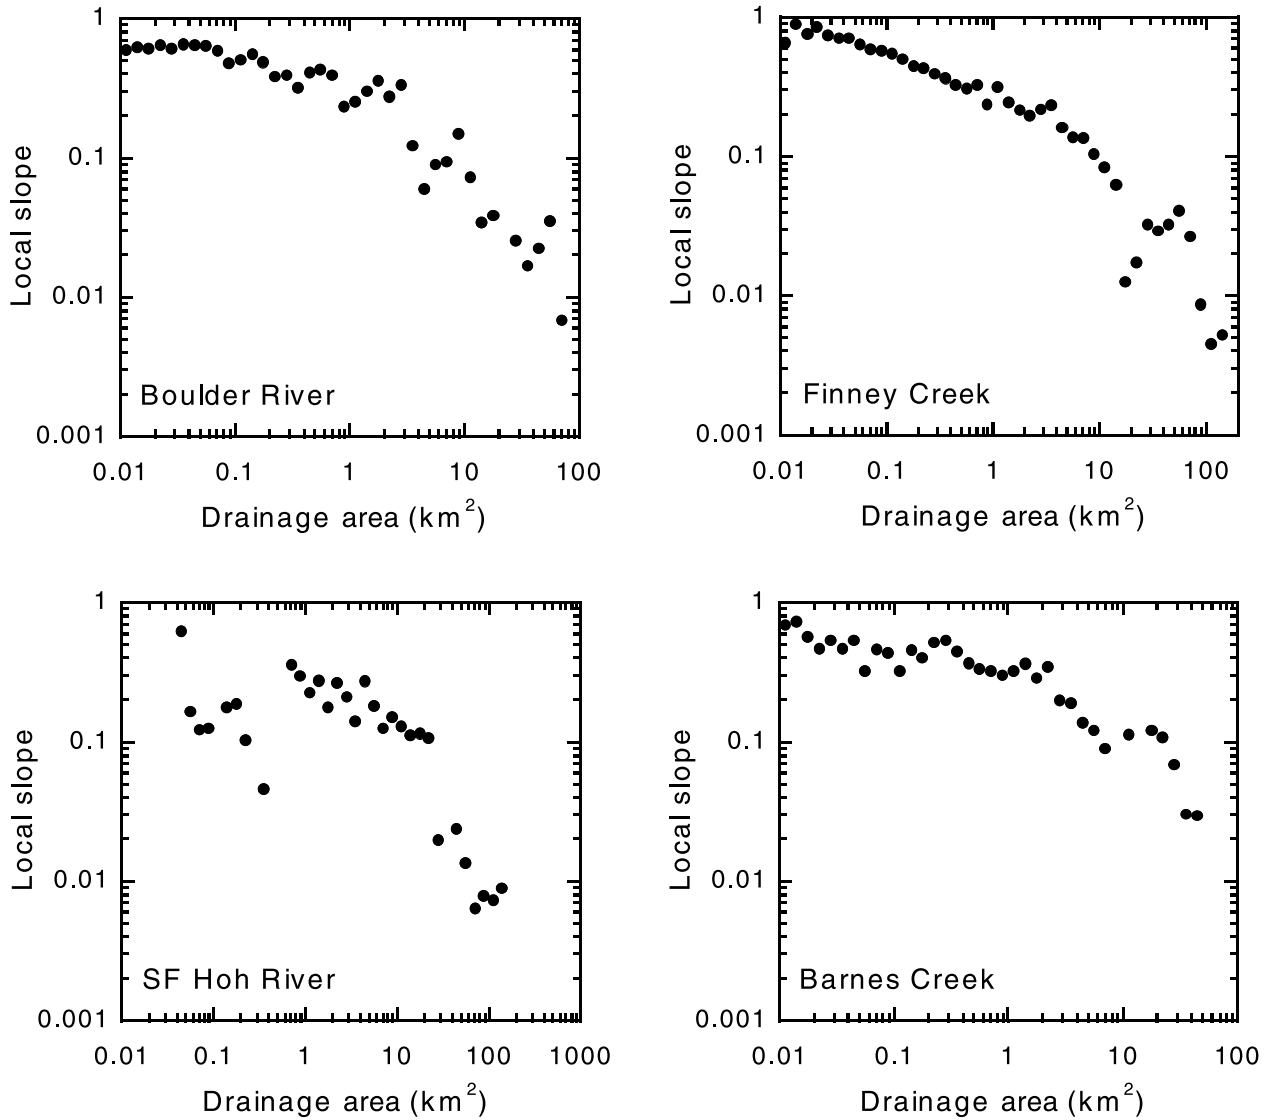 1
0.1
0.01
0.001
Local slope
Boulder River
0.01 0.1 1 10 100
Drainage area (km²)
1
0.1
0.01
0.001
Local slope
Finney Creek
0.01 0.1 1 10 100
Drainage area (km²)
1
0.1
0.01
0.001
Local slope
SF Hoh River
0.01 0.1 1 10 100 1000
Drainage area (km²)
1
0.1
0.01
0.001
Local slope
Barnes Creek
0.01 0.1 1 10 100
Drainage area (km²)